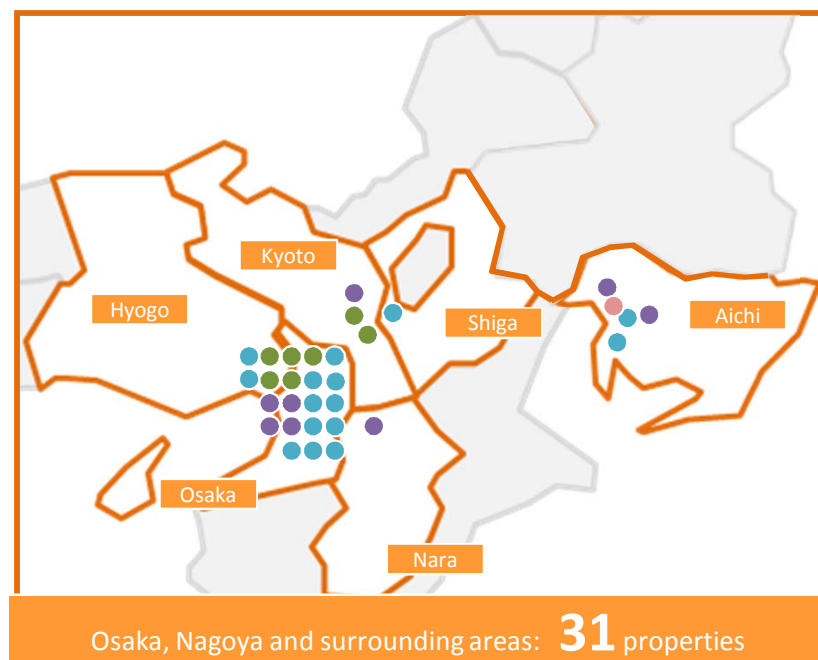 Kyoto
Hyogo
Shiga
Aichi
Osaka
Nara
Osaka, Nagoya and surrounding areas: 31 properties